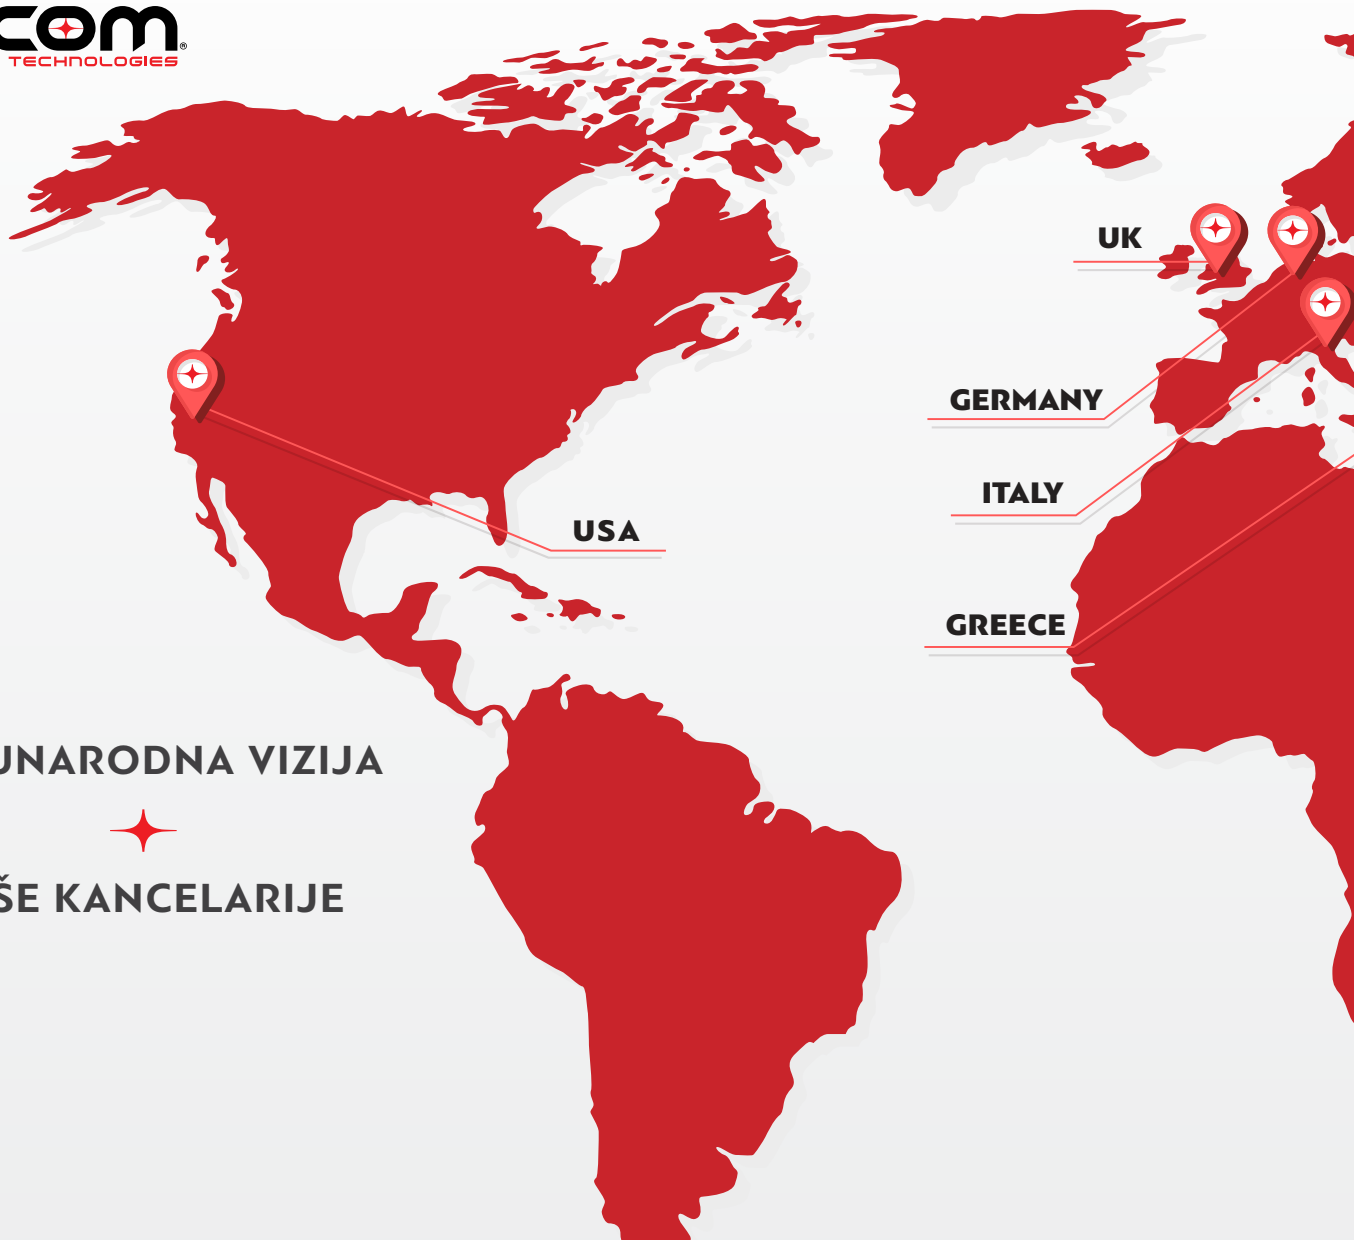 COM®
TECHNOLOGIES
UK
GERMANY
ITALY
USA
GREECE
UNARODNA VIZIJA
ŠE KANCELARIJE